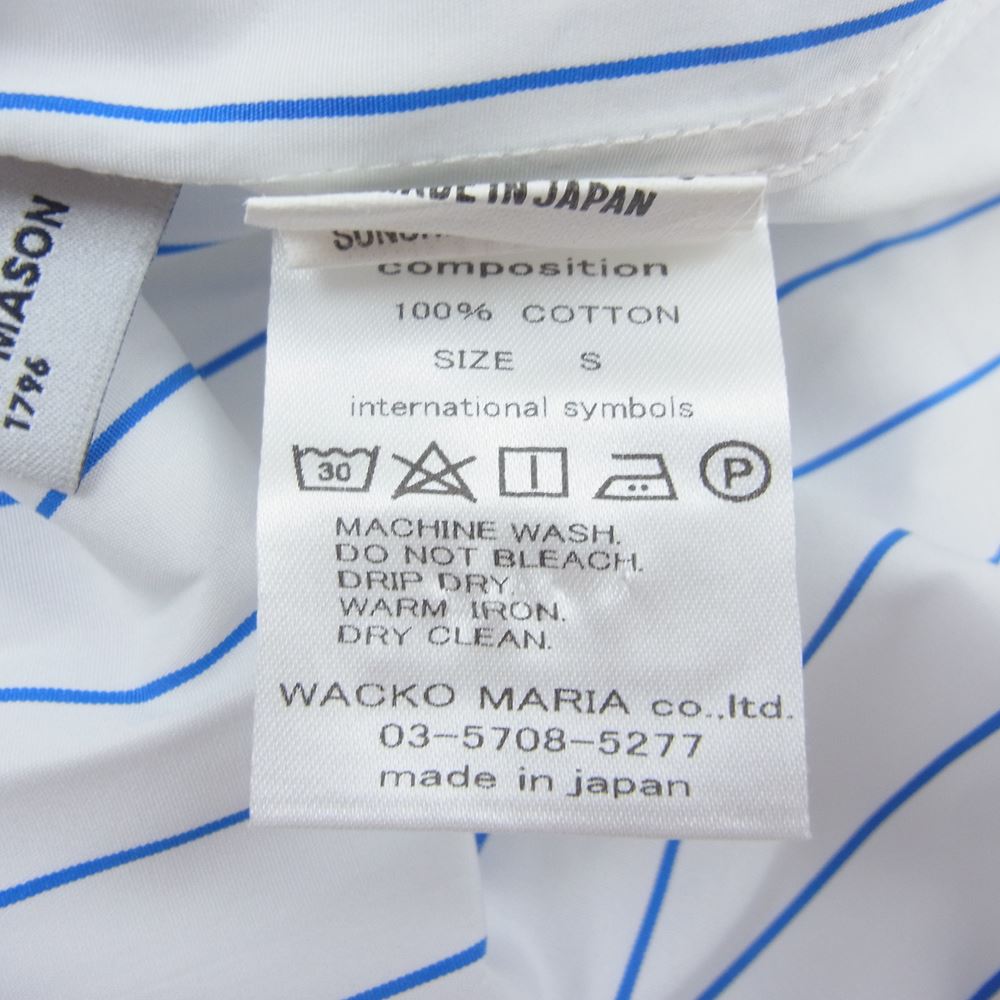 MASON
1796
MADE IN JAPAN
composition
100% COTTON
SIZE S
international symbols
30 P
MACHINE WASH.
DO NOT BLEACH.
DRIP DRY.
WARM IRON.
DRY CLEAN.
WACKO MARIA co.,ltd.
03-5708-5277
made in japan